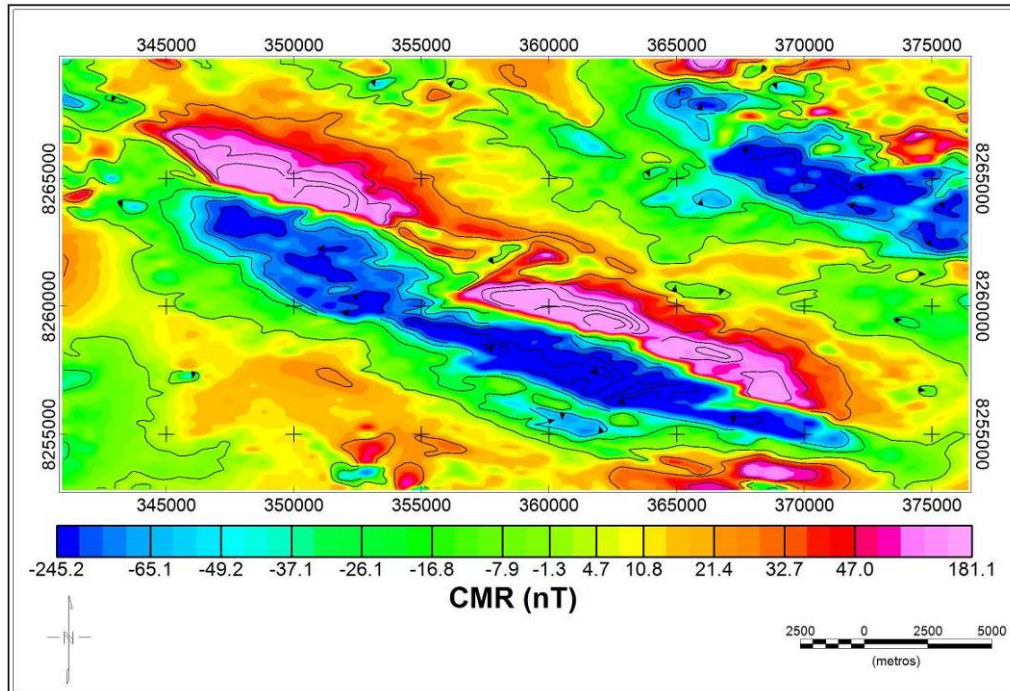 345000 350000 355000 360000 365000 370000 375000
8265000 8265000
8260000 8260000
8255000 8255000
345000 350000 355000 360000 365000 370000 375000
-245.2 -65.1 -49.2 -37.1 -26.1 -16.8 -7.9 -1.3 4.7 10.8 21.4 32.7 47.0 181.1
CMR (nT)
N
2500 0 2500 5000
(metros)